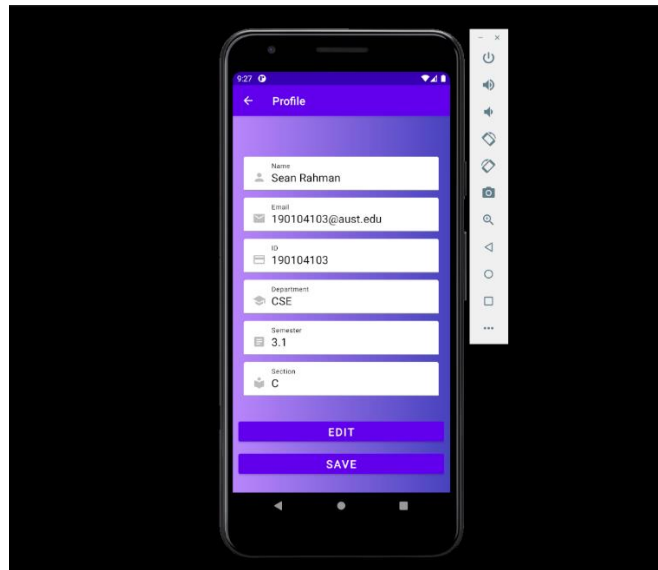 9:27
Profile
Name
Sean Rahman
Email
190104103@aust.edu
ID
190104103
Department
CSE
Semester
3.1
Section
C
EDIT
SAVE